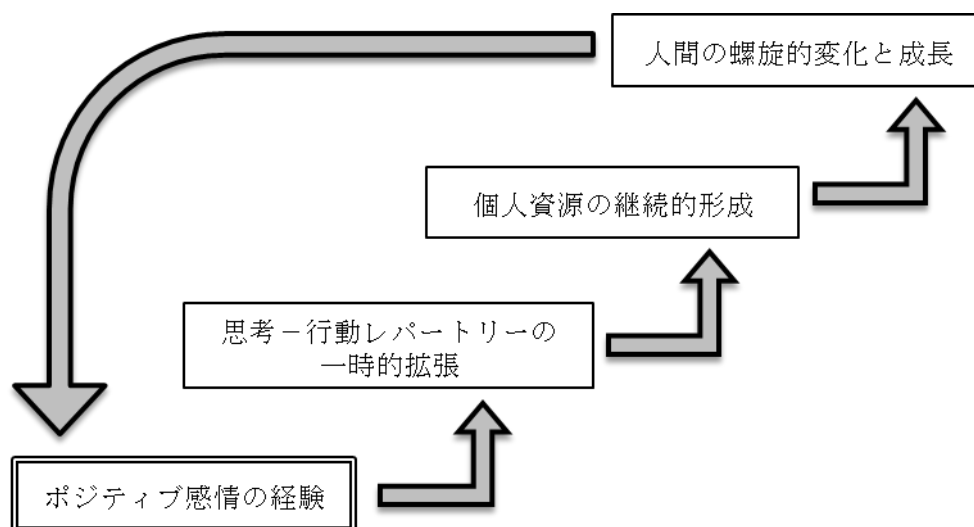 人間の螺旋的変化と成長
個人資源の継続的形成
思考－行動レパートリーの
一時的拡張
ポジティブ感情の経験